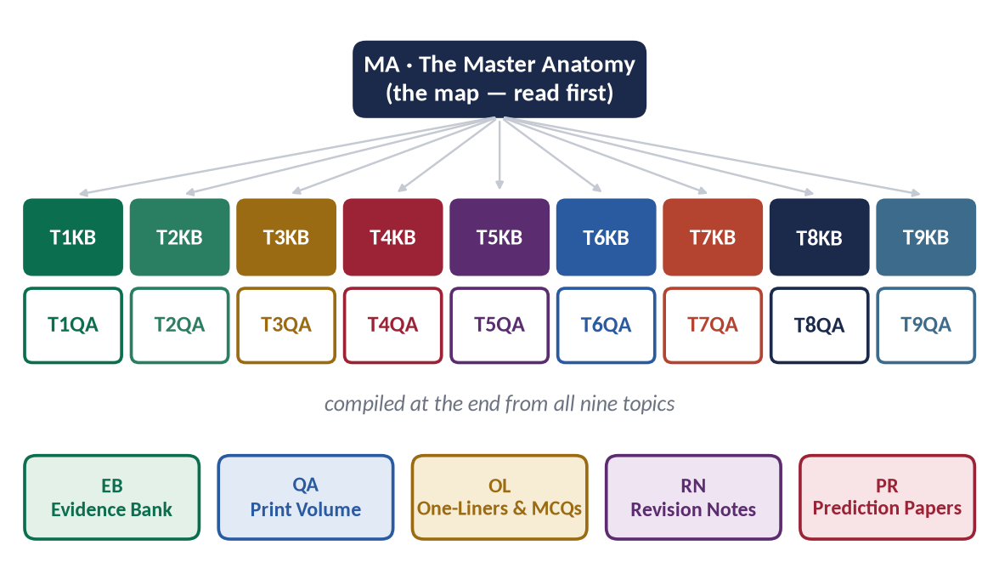 MA · The Master Anatomy
(the map — read first)
T1KB T2KB T3KB T4KB T5KB T6KB T7KB T8KB T9KB
T1QA T2QA T3QA T4QA T5QA T6QA T7QA T8QA T9QA
compiled at the end from all nine topics
EB
Evidence Bank
QA
Print Volume
OL
One-Liners & MCQs
RN
Revision Notes
PR
Prediction Papers